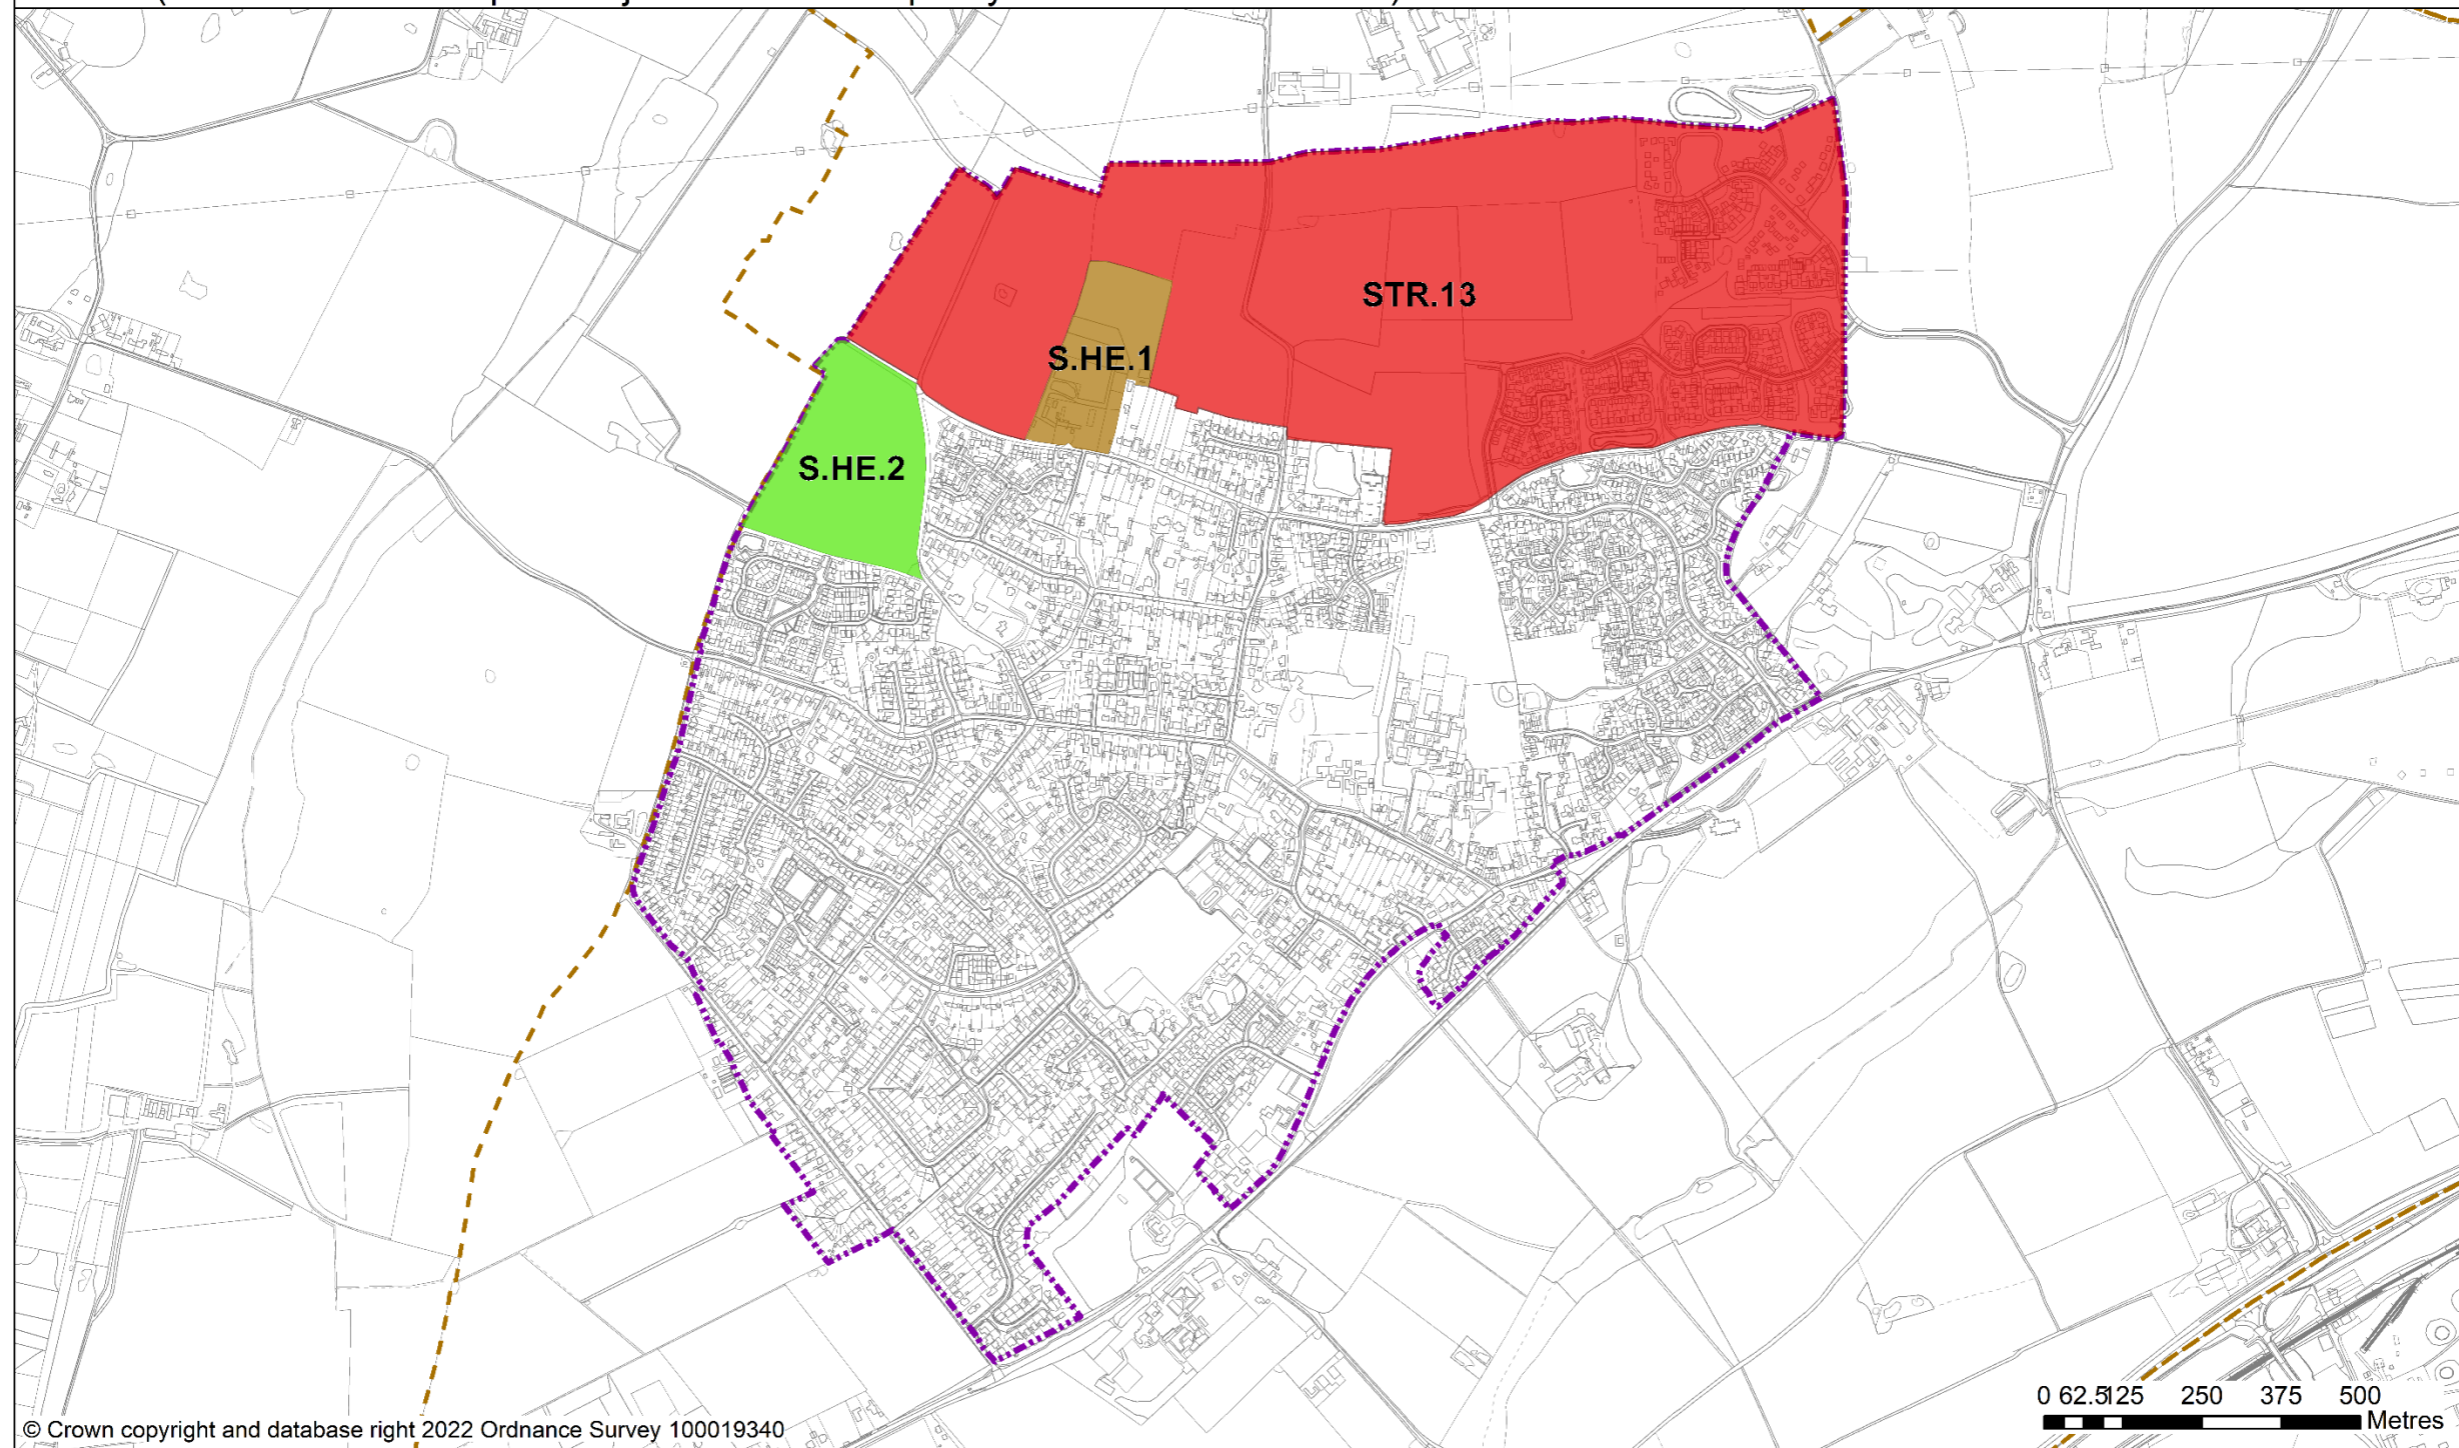 STR.13
S.HE.1
S.HE.2
0 62.5125 250 375 500
Metres
© Crown copyright and database right 2022 Ordnance Survey 100019340